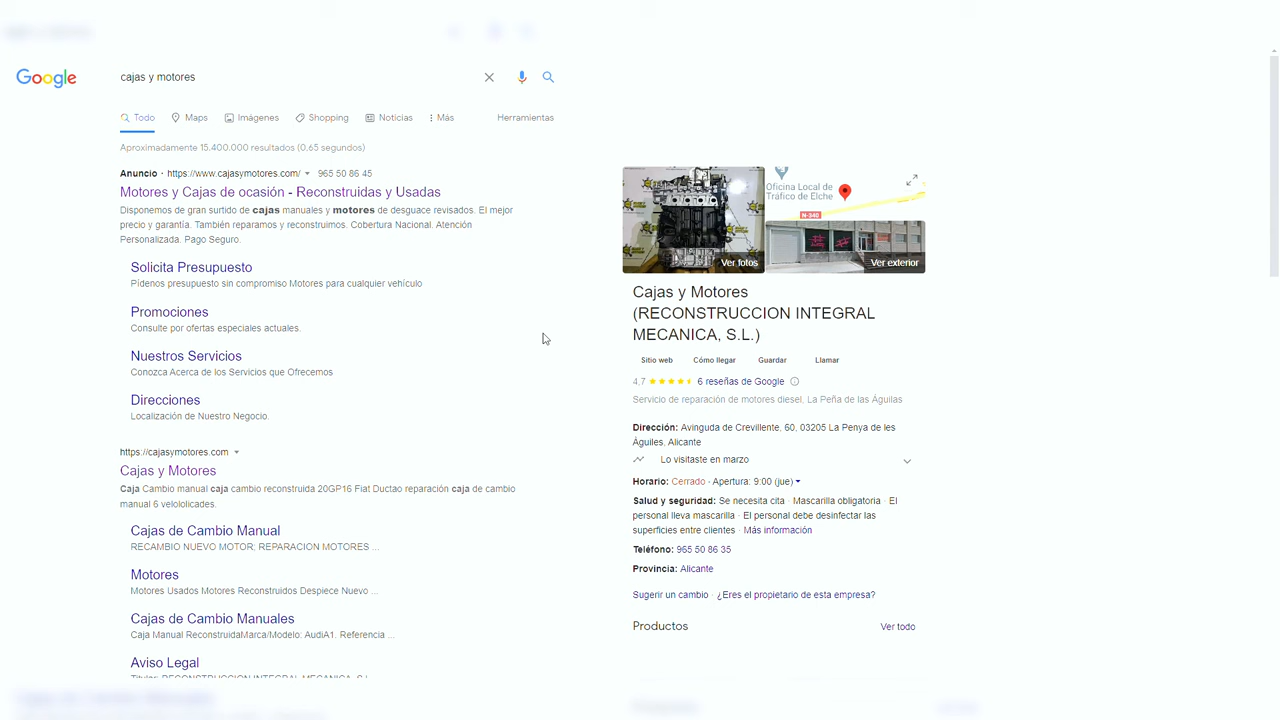 Google
cajas y motores
Todo Maps Imágenes Shopping Noticias Más Herramientas
Aproximadamente 15.400.000 resultados (0,65 segundos)
Anuncio · https://www.cajasymotores.com/ 965 50 86 45
Motores y Cajas de ocasión - Reconstruidas y Usadas
Disponemos de gran surtido de cajas manuales y motores de desguace revisados. El mejor
precio y garantía. También reparamos y reconstruimos. Cobertura Nacional. Atención
Personalizada. Pago Seguro.
Solicita Presupuesto
Pídenos presupuesto sin compromiso Motores para cualquier vehículo
Promociones
Consulte por ofertas especiales actuales.
Nuestros Servicios
Conozca Acerca de los Servicios que Ofrecemos
Direcciones
Localización de Nuestro Negocio.
https://cajasymotores.com
Cajas y Motores
Caja Cambio manual caja cambio reconstruida 20GP16 Fiat Ductao reparación caja de cambio
manual 6 velololicades.
Cajas de Cambio Manual
RECAMBIO NUEVO MOTOR; REPARACION MOTORES ...
Motores
Motores Usados Motores Reconstruidos Despiece Nuevo ...
Cajas de Cambio Manuales
Caja Manual ReconstruidaMarca/Modelo: AudiA1. Referencia ...
Aviso Legal
Oficina Local de
Tráfico de Elche
N-340
Ver fotos
Ver exterior
Cajas y Motores
(RECONSTRUCCION INTEGRAL
MECANICA, S.L.)
Sitio web Cómo llegar Guardar Llamar
4,7 6 reseñas de Google
Servicio de reparación de motores diesel, La Peña de las Águilas
Dirección: Avinguda de Crevillente, 60, 03205 La Penya de les
Àguiles, Alicante
Lo visitaste en marzo
Horario: Cerrado · Apertura: 9:00 (jue)
Salud y seguridad: Se necesita cita · Mascarilla obligatoria · El
personal lleva mascarilla · El personal debe desinfectar las
superficies entre clientes · Más información
Teléfono: 965 50 86 35
Provincia: Alicante
Sugerir un cambio · ¿Eres el propietario de esta empresa?
Productos Ver todo